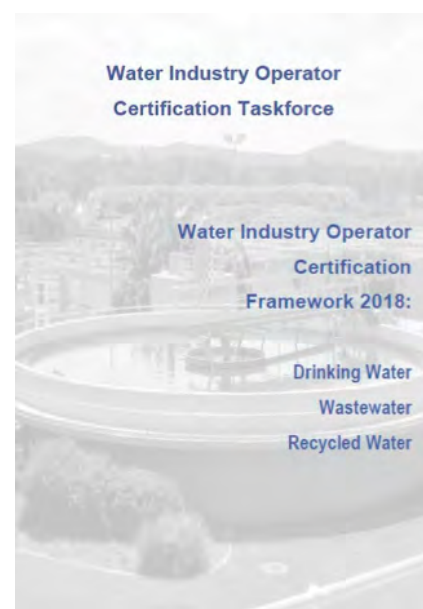 Water Industry Operator
Certification Taskforce
Water Industry Operator
Certification
Framework 2018:
Drinking Water
Wastewater
Recycled Water